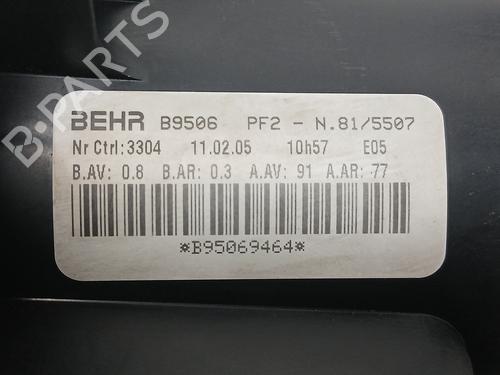 BEHR B9506 PF2 - N.81/5507
Nr Ctrl:3304 11.02.05 10h57 E05
B.AV: 0.8 B.AR: 0.3 A.AV: 91 A.AR: 77
*B95069464*
B-PARTS